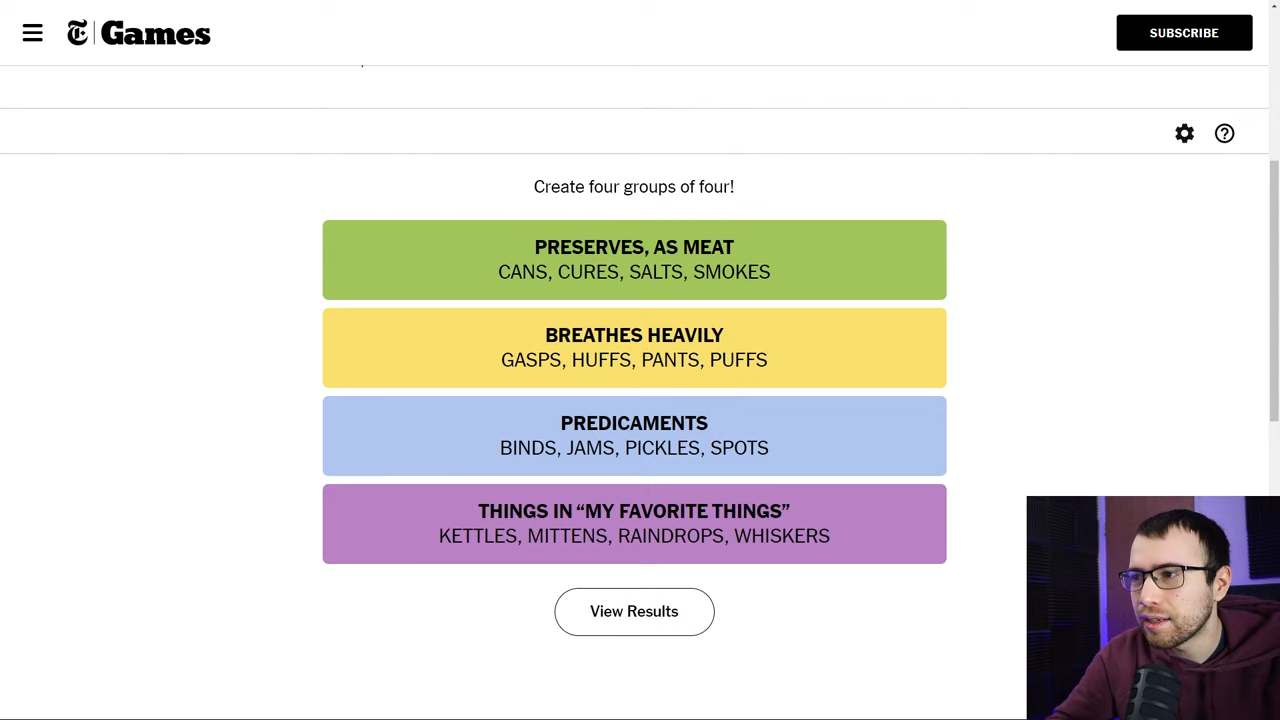 Games
SUBSCRIBE
Create four groups of four!
PRESERVES, AS MEAT
CANS, CURES, SALTS, SMOKES
BREATHES HEAVILY
GASPS, HUFFS, PANTS, PUFFS
PREDICAMENTS
BINDS, JAMS, PICKLES, SPOTS
THINGS IN “MY FAVORITE THINGS”
KETTLES, MITTENS, RAINDROPS, WHISKERS
View Results